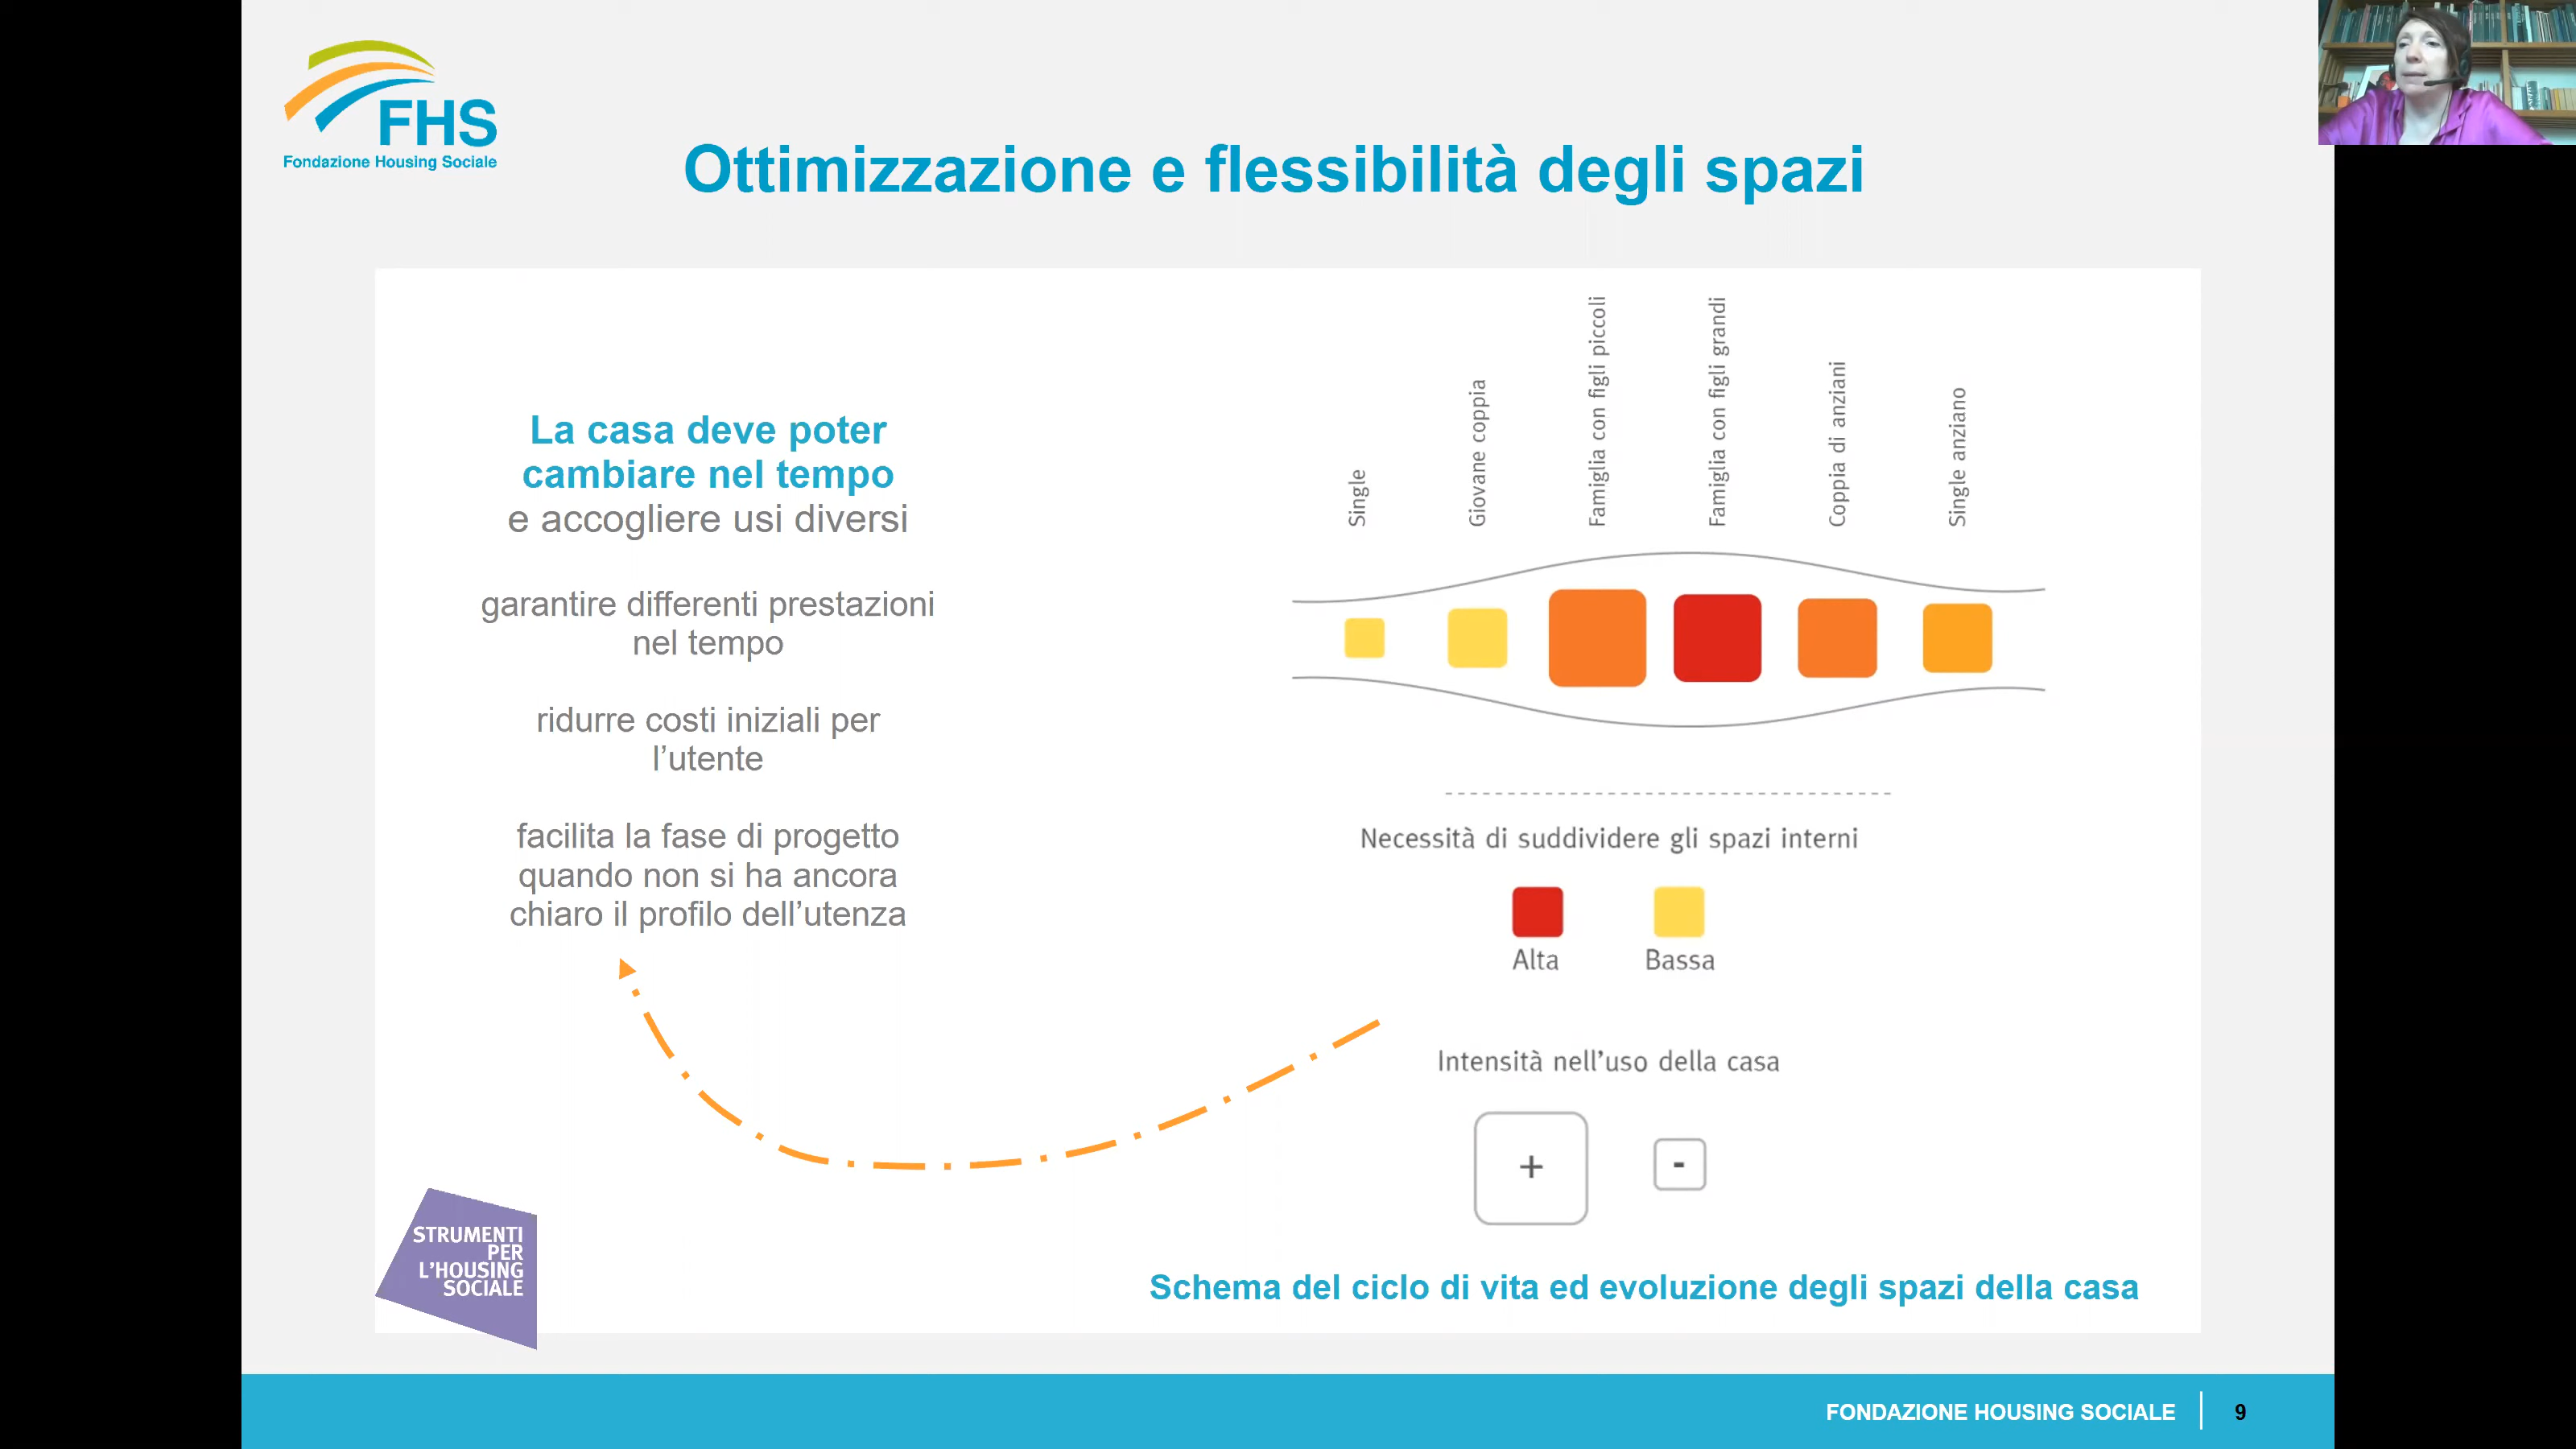 FHS
Fondazione Housing Sociale
Ottimizzazione e flessibilità degli spazi
La casa deve poter
cambiare nel tempo
e accogliere usi diversi
garantire differenti prestazioni
nel tempo
ridurre costi iniziali per
l’utente
facilita la fase di progetto
quando non si ha ancora
chiaro il profilo dell’utenza
Single
Giovane coppia
Famiglia con figli piccoli
Famiglia con figli grandi
Coppia di anziani
Single anziano
Necessità di suddividere gli spazi interni
Alta
Bassa
Intensità nell’uso della casa
+
-
STRUMENTI
PER
L’HOUSING
SOCIALE
Schema del ciclo di vita ed evoluzione degli spazi della casa
FONDAZIONE HOUSING SOCIALE
9